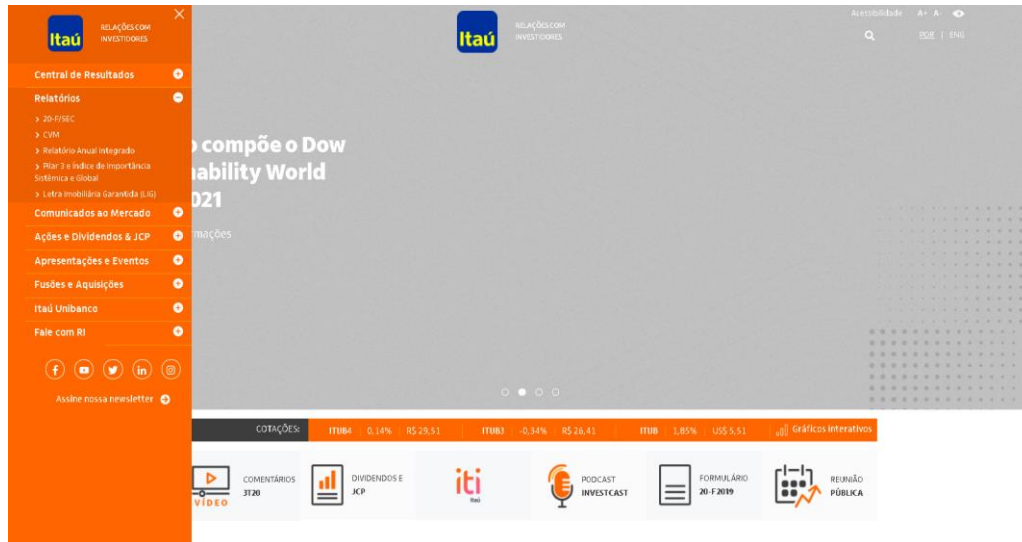 Itaú
RELAÇÕES COM
INVESTIDORES
Central de Resultados
Relatórios
20-F/SEC
CVM
Relatório Anual Integrado
Pilar 3 e Índice de Importância
Sistêmica e Global
Letra Imobiliária Garantida (LIG)
Comunicados ao Mercado
Ações e Dividendos & JCP
Apresentações e Eventos
Fusões e Aquisições
Itaú Unibanco
Fale com RI
Assine nossa newsletter
Itaú
RELAÇÕES COM
INVESTIDORES
Acessibilidade A+ A-
POR | ENG
compõe o Dow
ability World
021
mações
COTAÇÕES: ITUB4 0,14% R$ 29,51 ITUB3 -0,34% R$ 26,41 ITUB 1,85% US$ 5,51 Gráficos interativos
VÍDEO
COMENTÁRIOS
3T20
DIVIDENDOS E
JCP
iti
Itaú
PODCAST
INVESTCAST
FORMULÁRIO
20-F 2019
REUNIÃO
PÚBLICA